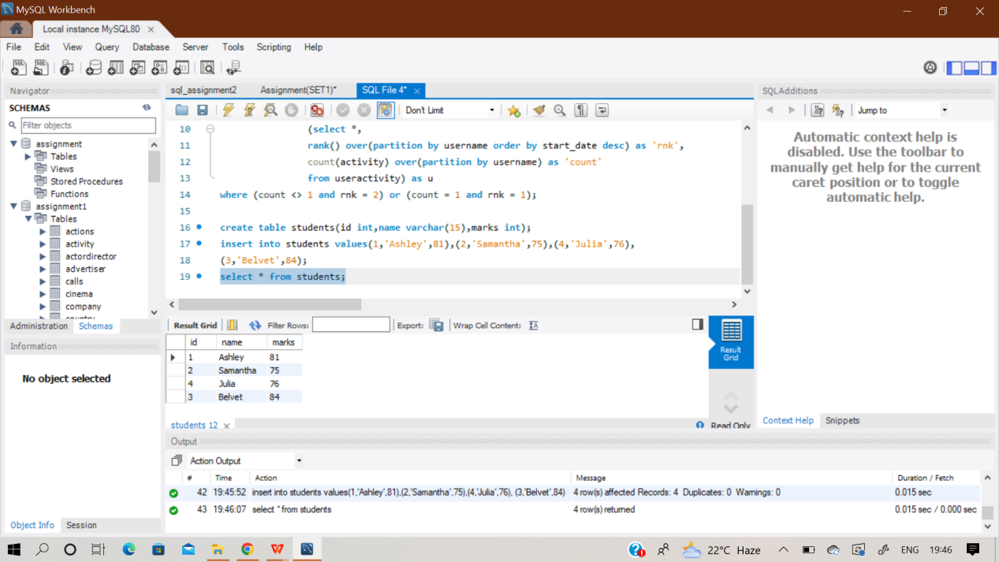 MySQL Workbench
Local instance MySQL80
File Edit View Query Database Server Tools Scripting Help
Navigator
SCHEMAS
Filter objects
assignment
Tables
Views
Stored Procedures
Functions
assignment1
Tables
actions
activity
actordirector
advertiser
calls
cinema
company
country
Administration Schemas
Information
No object selected
Object Info Session
sql_assignment2 Assignment(SET1)* SQL File 4*
Don't Limit
10 (select *,
11 rank() over(partition by username order by start_date desc) as 'rnk',
12 count(activity) over(partition by username) as 'count'
13 from useractivity) as u
14 where (count <> 1 and rnk = 2) or (count = 1 and rnk = 1);
15
16 create table students(id int,name varchar(15),marks int);
17 insert into students values(1,'Ashley',81),(2,'Samantha',75),(4,'Julia',76),
18 (3,'Belvet',84);
19 select * from students;
Result Grid Filter Rows: Export: Wrap Cell Content:
id name marks
1 Ashley 81
2 Samantha 75
4 Julia 76
3 Belvet 84
Result Grid
students 12
Read Only
SQLAdditions
Jump to
Automatic context help is
disabled. Use the toolbar to
manually get help for the current
caret position or to toggle
automatic help.
Context Help Snippets
Output
Action Output
# Time Action Message Duration / Fetch
42 19:45:52 insert into students values(1,'Ashley',81),(2,'Samantha',75),(4,'Julia',76), (3,'Belvet',84) 4 row(s) affected Records: 4 Duplicates: 0 Warnings: 0 0.015 sec
43 19:46:07 select * from students 4 row(s) returned 0.015 sec / 0.000 sec
22°C Haze ENG 19:46